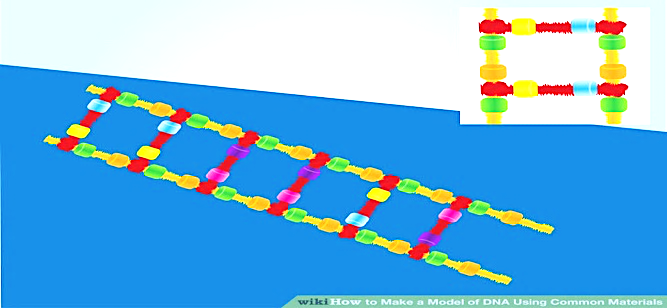 wikiHow to Make a Model of DNA Using Common Materials